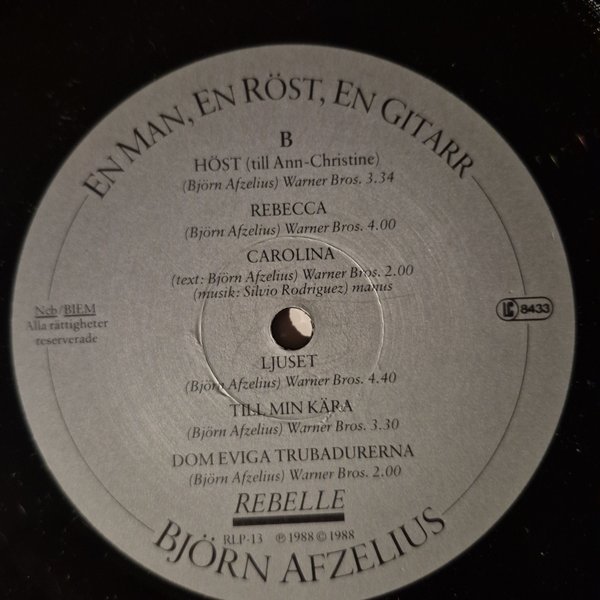 EN MAN, EN RÖST, EN GITARR
B
HÖST (till Ann-Christine)
(Björn Afzelius) Warner Bros. 3.34
REBECCA
(Björn Afzelius) Warner Bros. 4.00
CAROLINA
(text: Björn Afzelius) Warner Bros. 2.00
(musik: Silvio Rodriguez) manus
Ncb/BIEM
Alla rättigheter
reserverade
LC 8433
LJUSET
(Björn Afzelius) Warner Bros. 4.40
TILL MIN KÄRA
(Björn Afzelius) Warner Bros. 3.30
DOM EVIGA TRUBADURERNA
(Björn Afzelius) Warner Bros. 2.00
REBELLE
RLP-13 ℗ 1988 © 1988
BJÖRN AFZELIUS